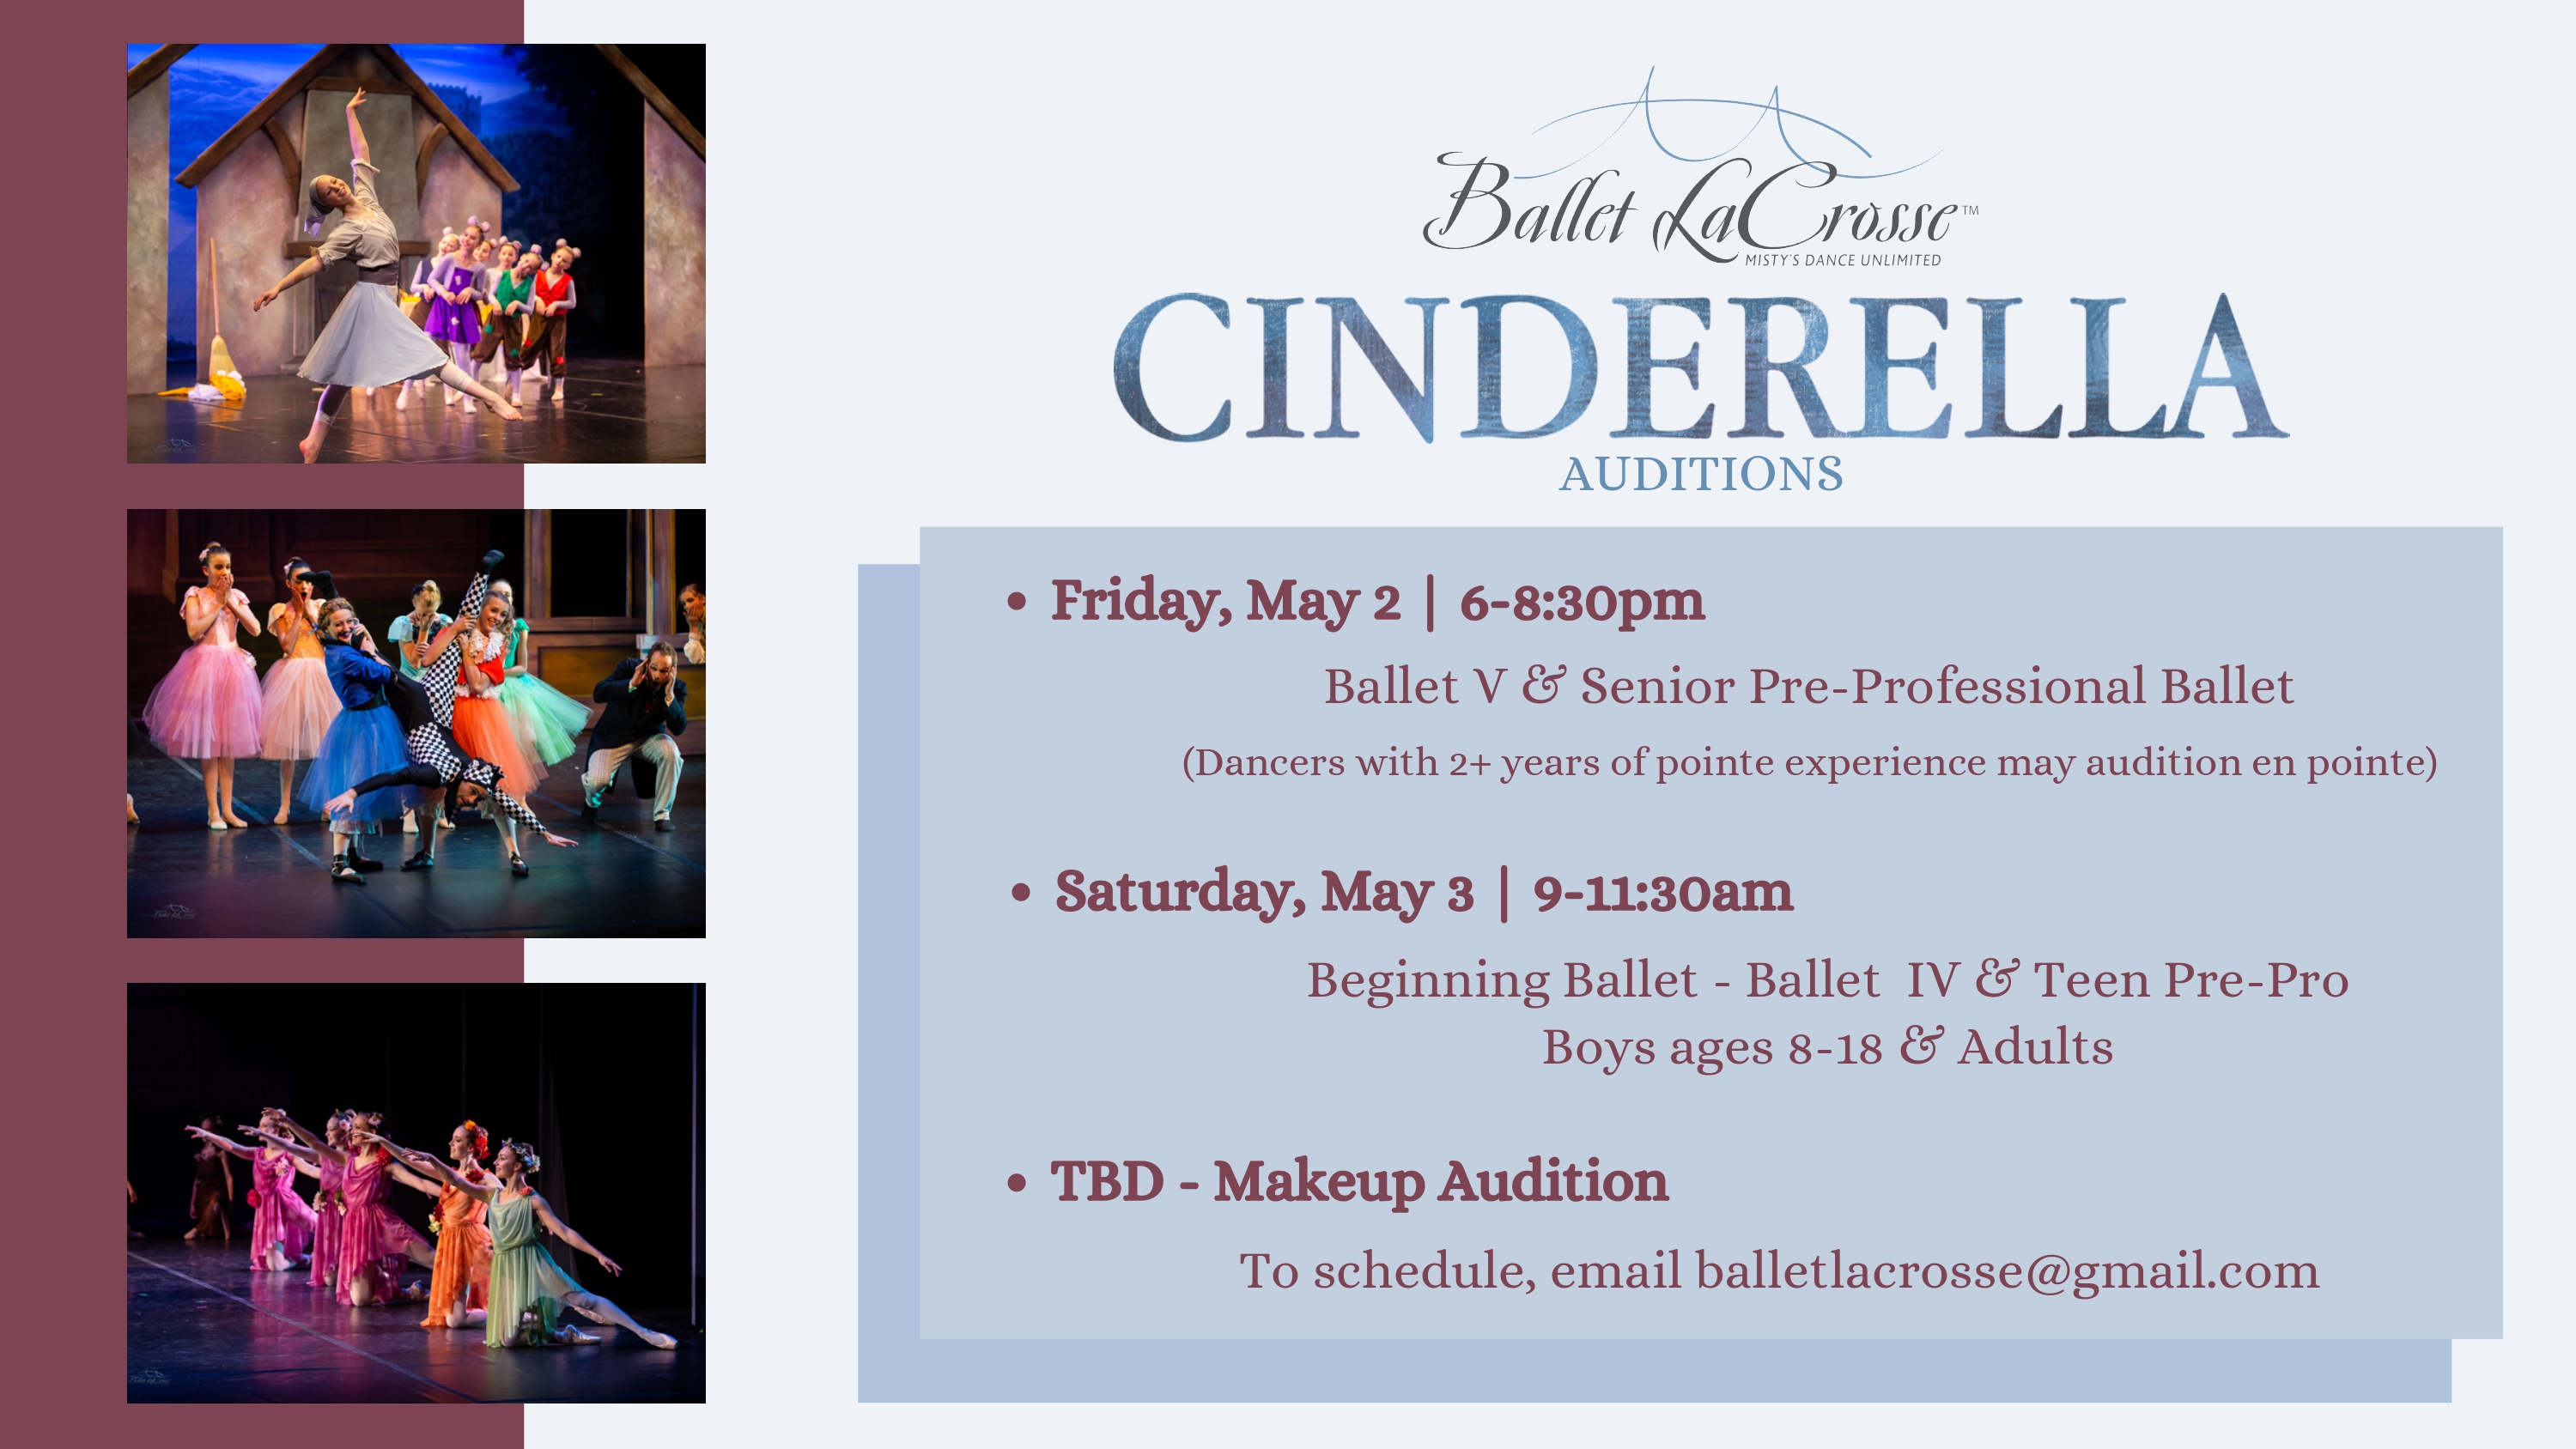 Ballet LaCrosse™
MISTY'S DANCE UNLIMITED
CINDERELLA
AUDITIONS
• Friday, May 2 | 6-8:30pm
Ballet V & Senior Pre-Professional Ballet
(Dancers with 2+ years of pointe experience may audition en pointe)
• Saturday, May 3 | 9-11:30am
Beginning Ballet - Ballet IV & Teen Pre-Pro
Boys ages 8-18 & Adults
• TBD - Makeup Audition
To schedule, email balletlacrosse@gmail.com